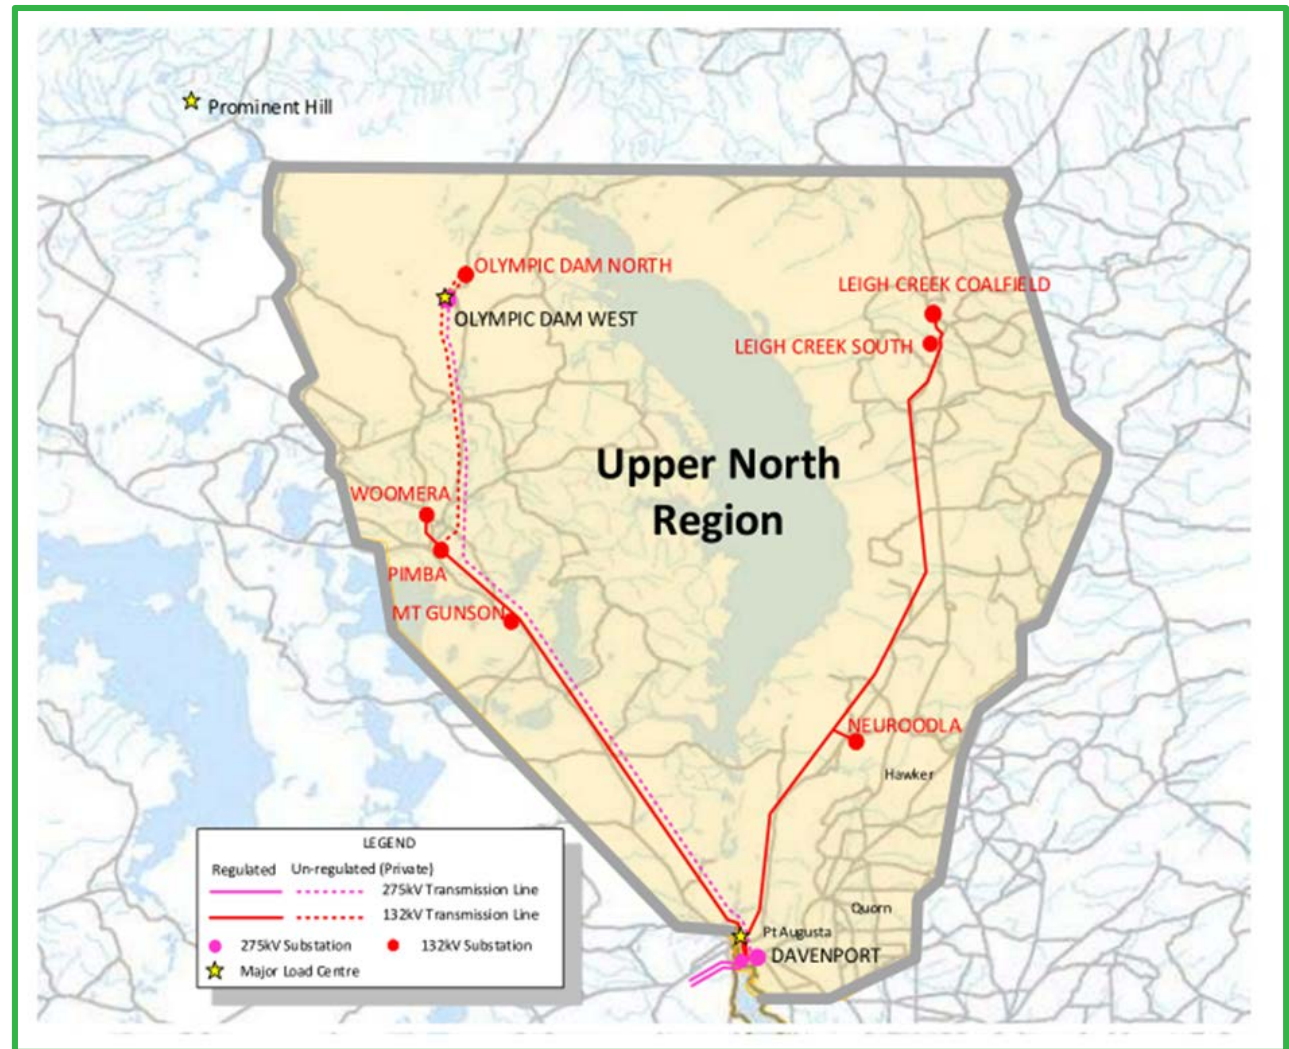 Prominent Hill
OLYMPIC DAM NORTH
LEIGH CREEK COALFIELD
OLYMPIC DAM WEST
LEIGH CREEK SOUTH
Upper North
Region
WOOMERA
PIMBA
MT GUNSON
NEUROODLA
Hawker
LEGEND
Regulated Un-regulated (Private)
275kV Transmission Line
132kV Transmission Line
275kV Substation 132kV Substation
Major Load Centre
Quorn
Pt Augusta
DAVENPORT